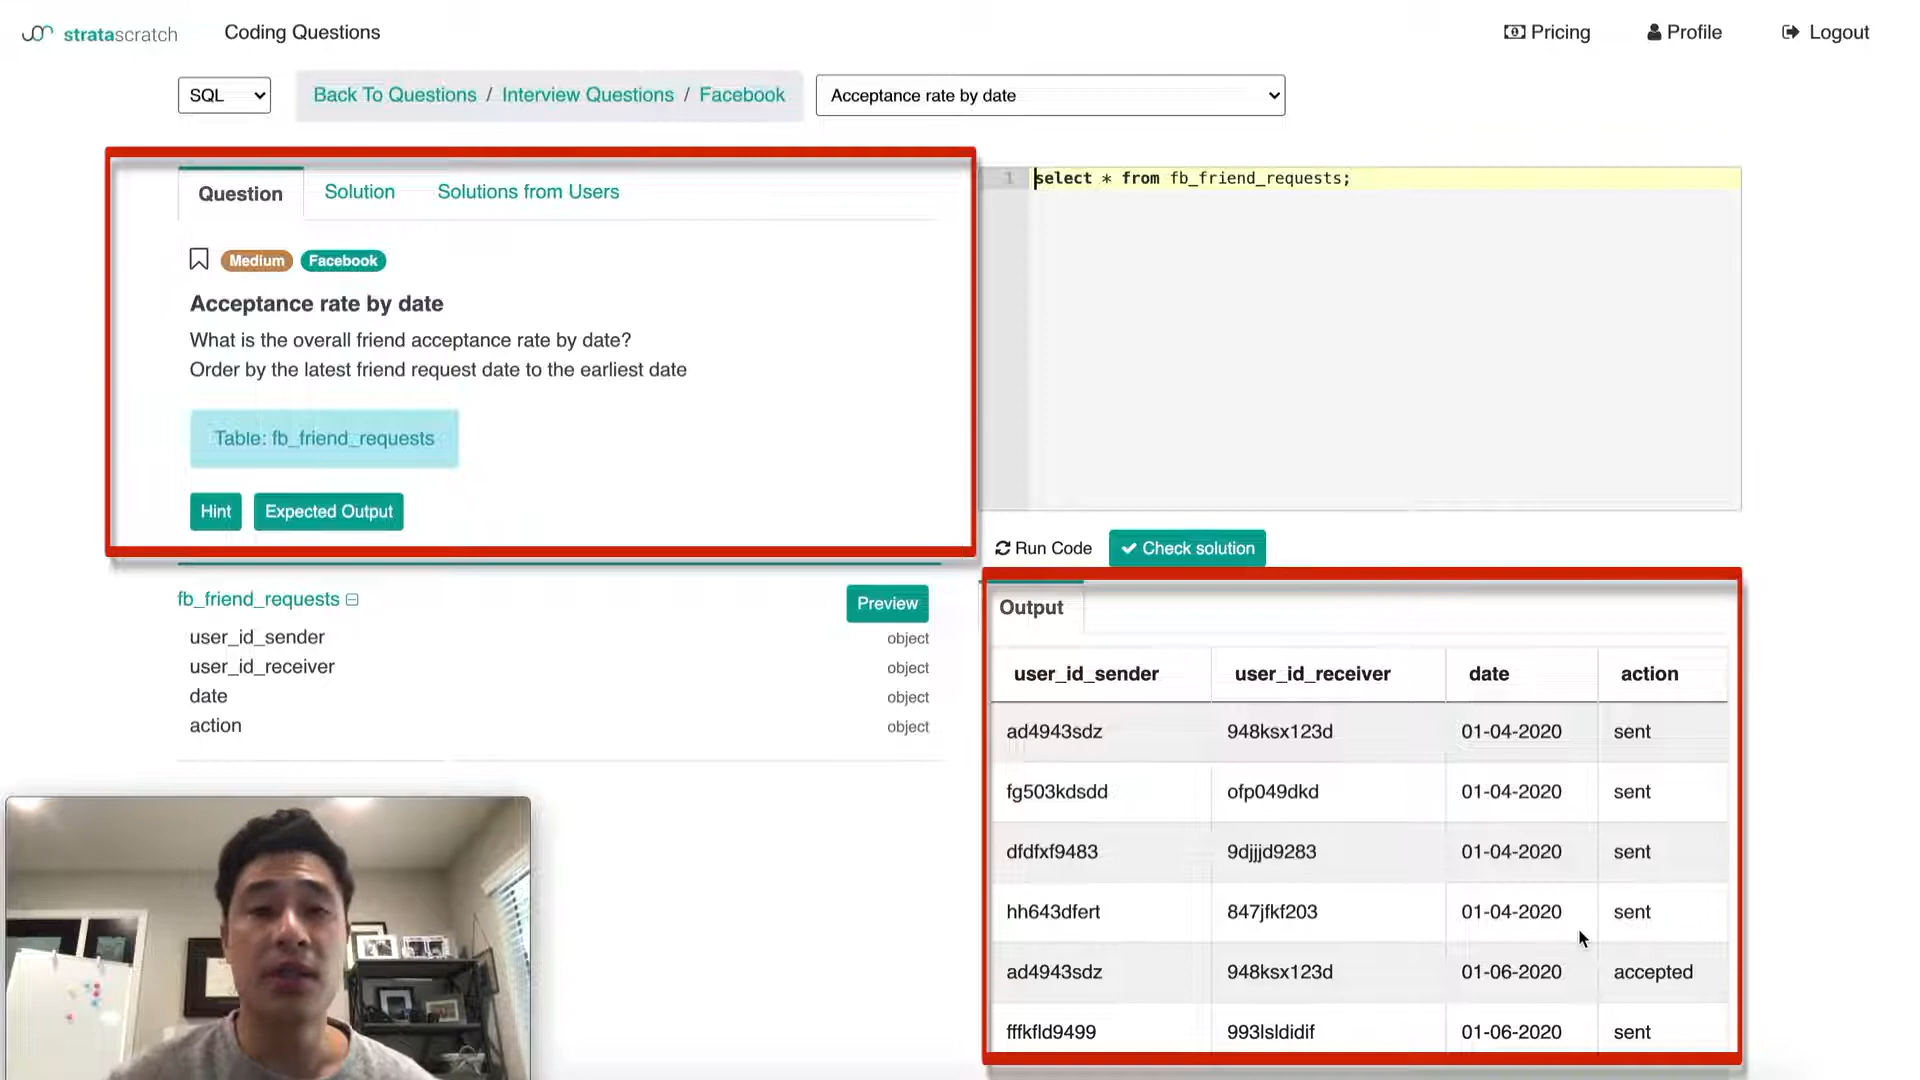 stratascratch
Coding Questions
Pricing
Profile
Logout
SQL
Back To Questions / Interview Questions / Facebook
Acceptance rate by date
Question
Solution
Solutions from Users
Medium
Facebook
Acceptance rate by date
What is the overall friend acceptance rate by date?
Order by the latest friend request date to the earliest date
Table: fb_friend_requests
Hint
Expected Output
1 select * from fb_friend_requests;
Run Code
Check solution
fb_friend_requests
Preview
user_id_sender object
user_id_receiver object
date object
action object
Output
user_id_sender user_id_receiver date action
ad4943sdz 948ksx123d 01-04-2020 sent
fg503kdsdd ofp049dkd 01-04-2020 sent
dfdfxf9483 9djjjd9283 01-04-2020 sent
hh643dfert 847jfkf203 01-04-2020 sent
ad4943sdz 948ksx123d 01-06-2020 accepted
fffkfld9499 993lsldidif 01-06-2020 sent